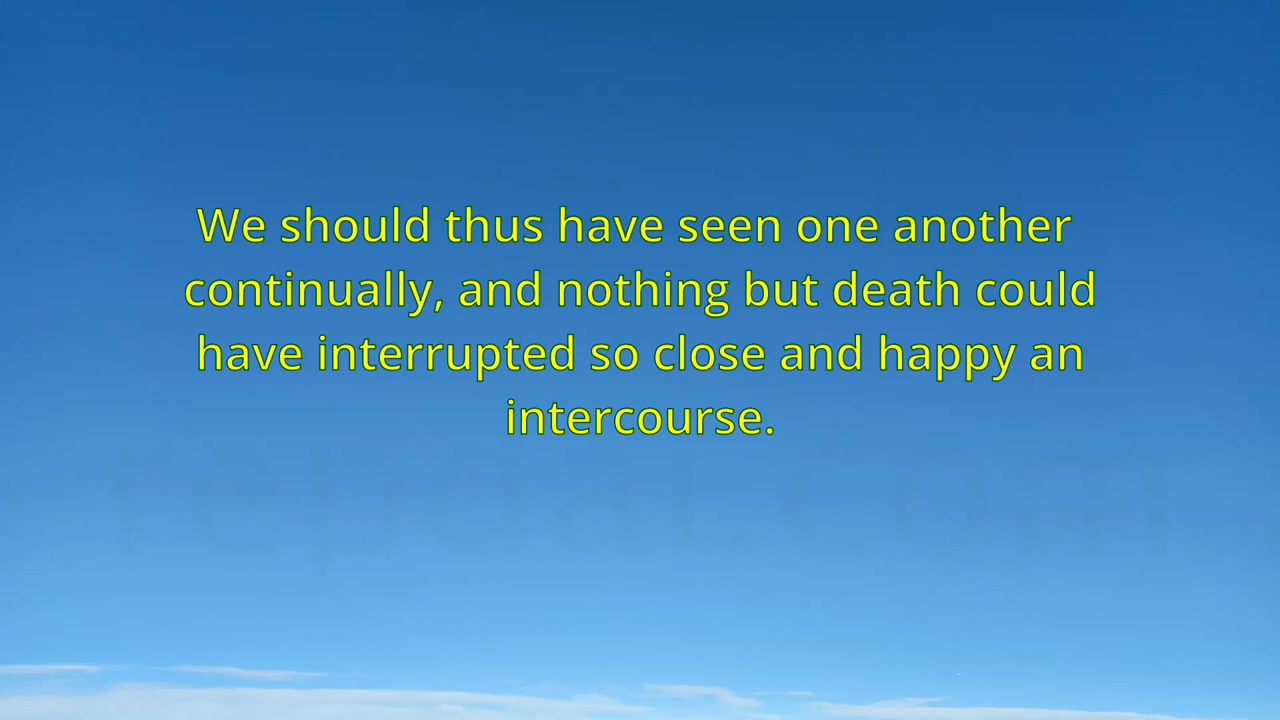 We should thus have seen one another
continually, and nothing but death could
have interrupted so close and happy an
intercourse.